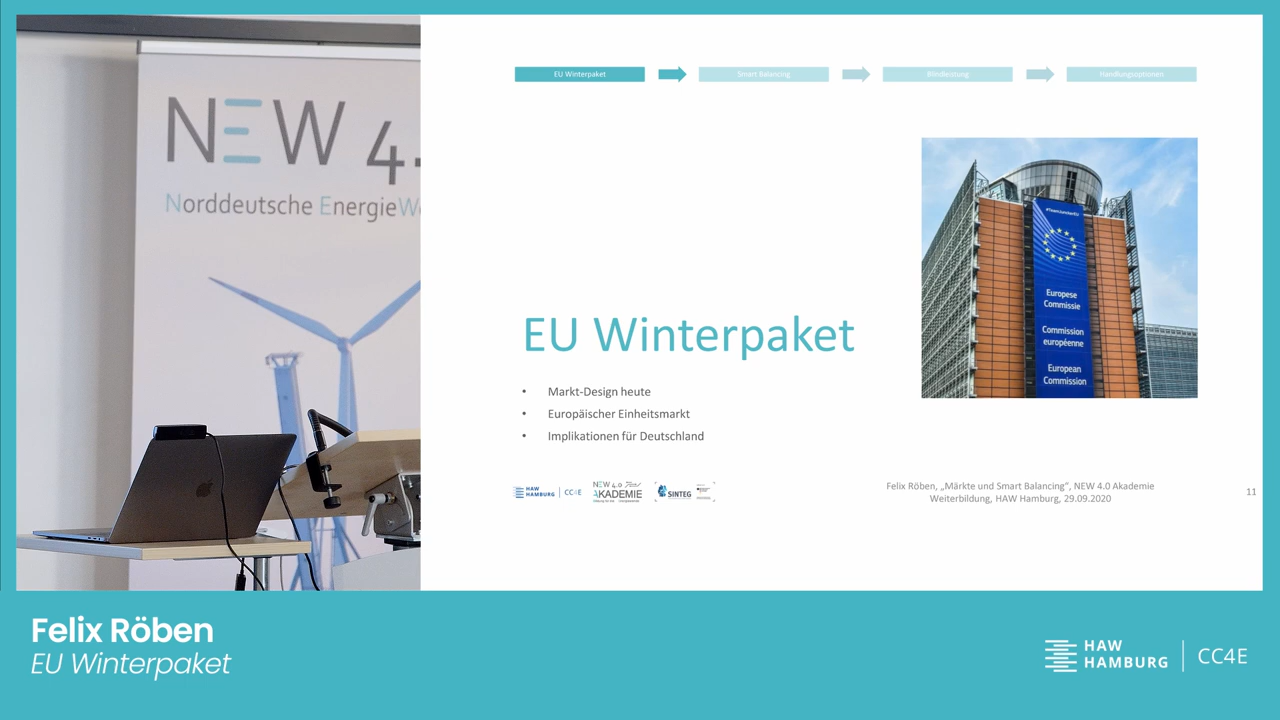 NEW 4.
Norddeutsche EnergieWe
EU Winterpaket
Smart Balancing
Blindleistung
Handlungsoptionen
#TeamJunckerEU
Europese
Commissie
Commission
européenne
European
Commission
EU Winterpaket
• Markt-Design heute
• Europäischer Einheitsmarkt
• Implikationen für Deutschland
HAW
HAMBURG
CC4E
NEW 4.0
AKADEMIE
SINTEG
Felix Röben, „Märkte und Smart Balancing“, NEW 4.0 Akademie
Weiterbildung, HAW Hamburg, 29.09.2020
11
Felix Röben
EU Winterpaket
HAW
HAMBURG
CC4E